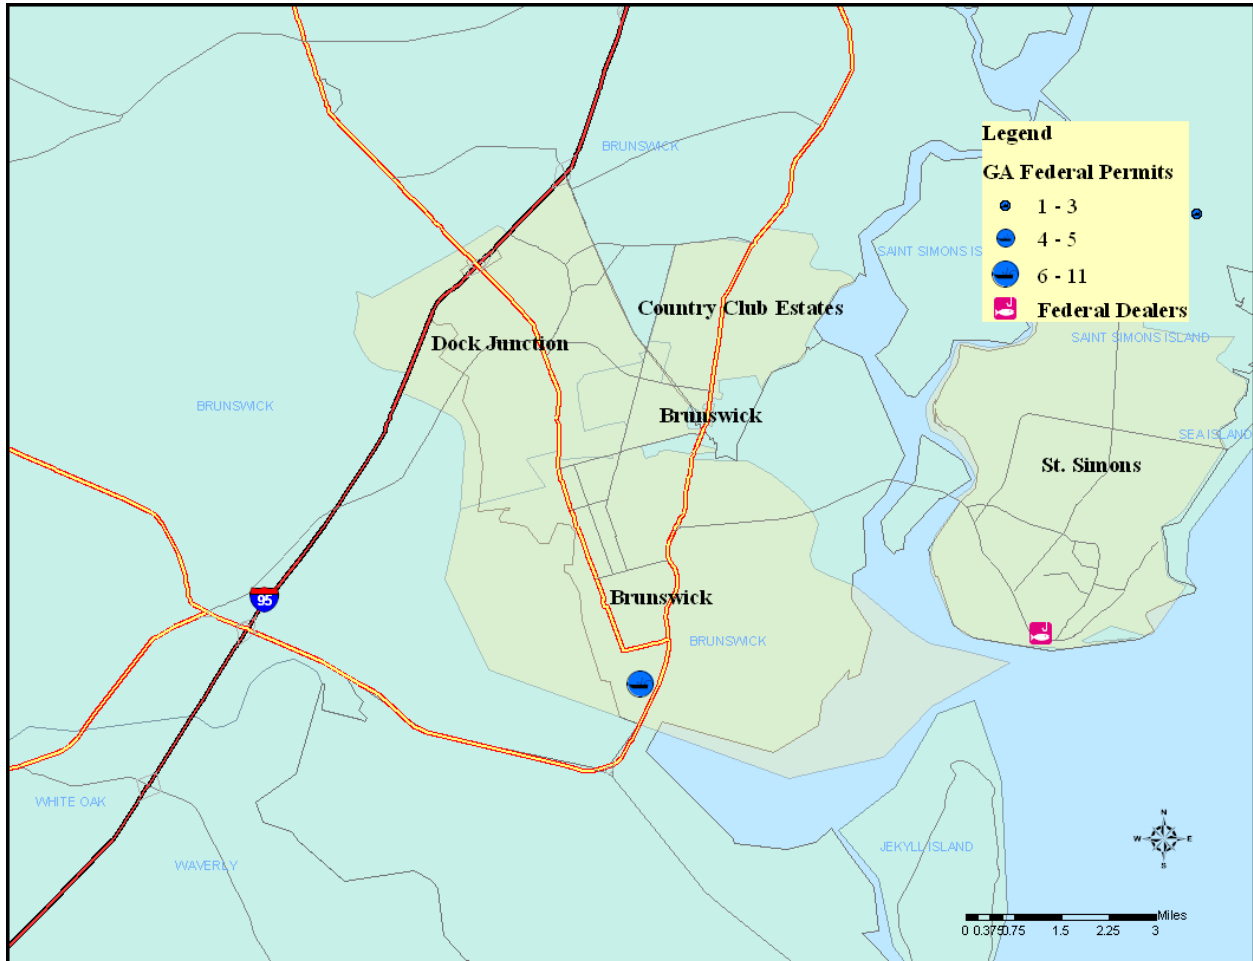 BRUNSWICK
Legend
GA Federal Permits
1 - 3
4 - 5
6 - 11
Federal Dealers
SAINT SIMONS IS
Country Club Estates
SAINT SIMONS ISLAND
Dock Junction
BRUNSWICK
Brunswick
SEA ISLAND
St. Simons
95
Brunswick
BRUNSWICK
WHITE OAK
WAVERLY
JEKYLL ISLAND
N
W E
S
Miles
0 0.375 0.75 1.5 2.25 3